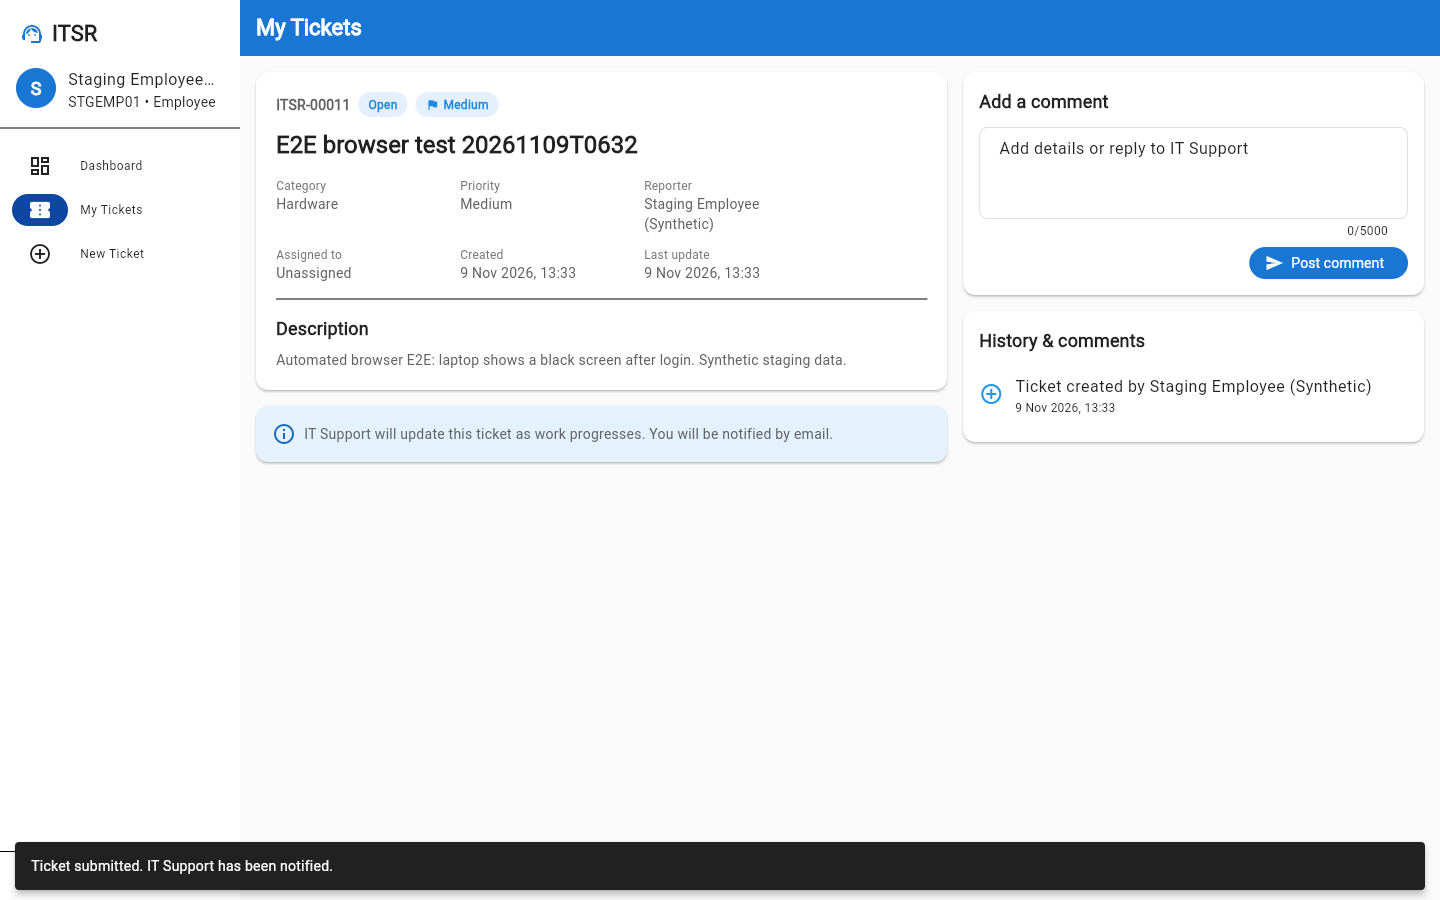 ITSR
S
Staging Employee…
STGEMP01 • Employee
Dashboard
My Tickets
New Ticket
My Tickets
ITSR-00011 Open Medium
E2E browser test 20261109T0632
Category Priority Reporter
Hardware Medium Staging Employee
(Synthetic)
Assigned to Created Last update
Unassigned 9 Nov 2026, 13:33 9 Nov 2026, 13:33
Description
Automated browser E2E: laptop shows a black screen after login. Synthetic staging data.
IT Support will update this ticket as work progresses. You will be notified by email.
Add a comment
Add details or reply to IT Support
0/5000
Post comment
History & comments
Ticket created by Staging Employee (Synthetic)
9 Nov 2026, 13:33
Ticket submitted. IT Support has been notified.